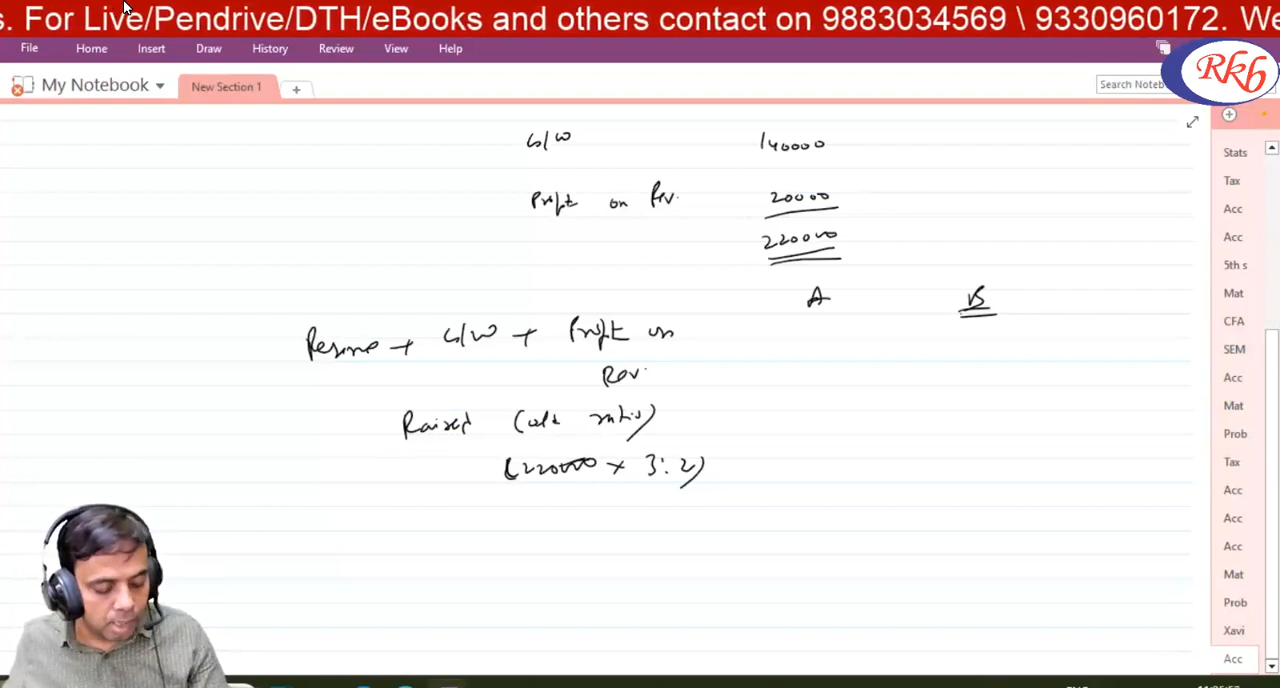 s. For Live/Pendrive/DTH/eBooks and others contact on 9883034569 \ 9330960172. We
File Home Insert Draw History Review View Help
Rkb
My Notebook New Section 1 + Search Noteb
G/W 140000
Profit on Rev. 20000
220000
A B
Reserve + G/W + Profit on
Rev.
Raised (old ratio)
(220000 × 3:2)
Stats
Tax
Acc
Acc
5th s
Mat
CFA
SEM
Acc
Mat
Prob
Tax
Acc
Acc
Acc
Mat
Prob
Xavi
Acc